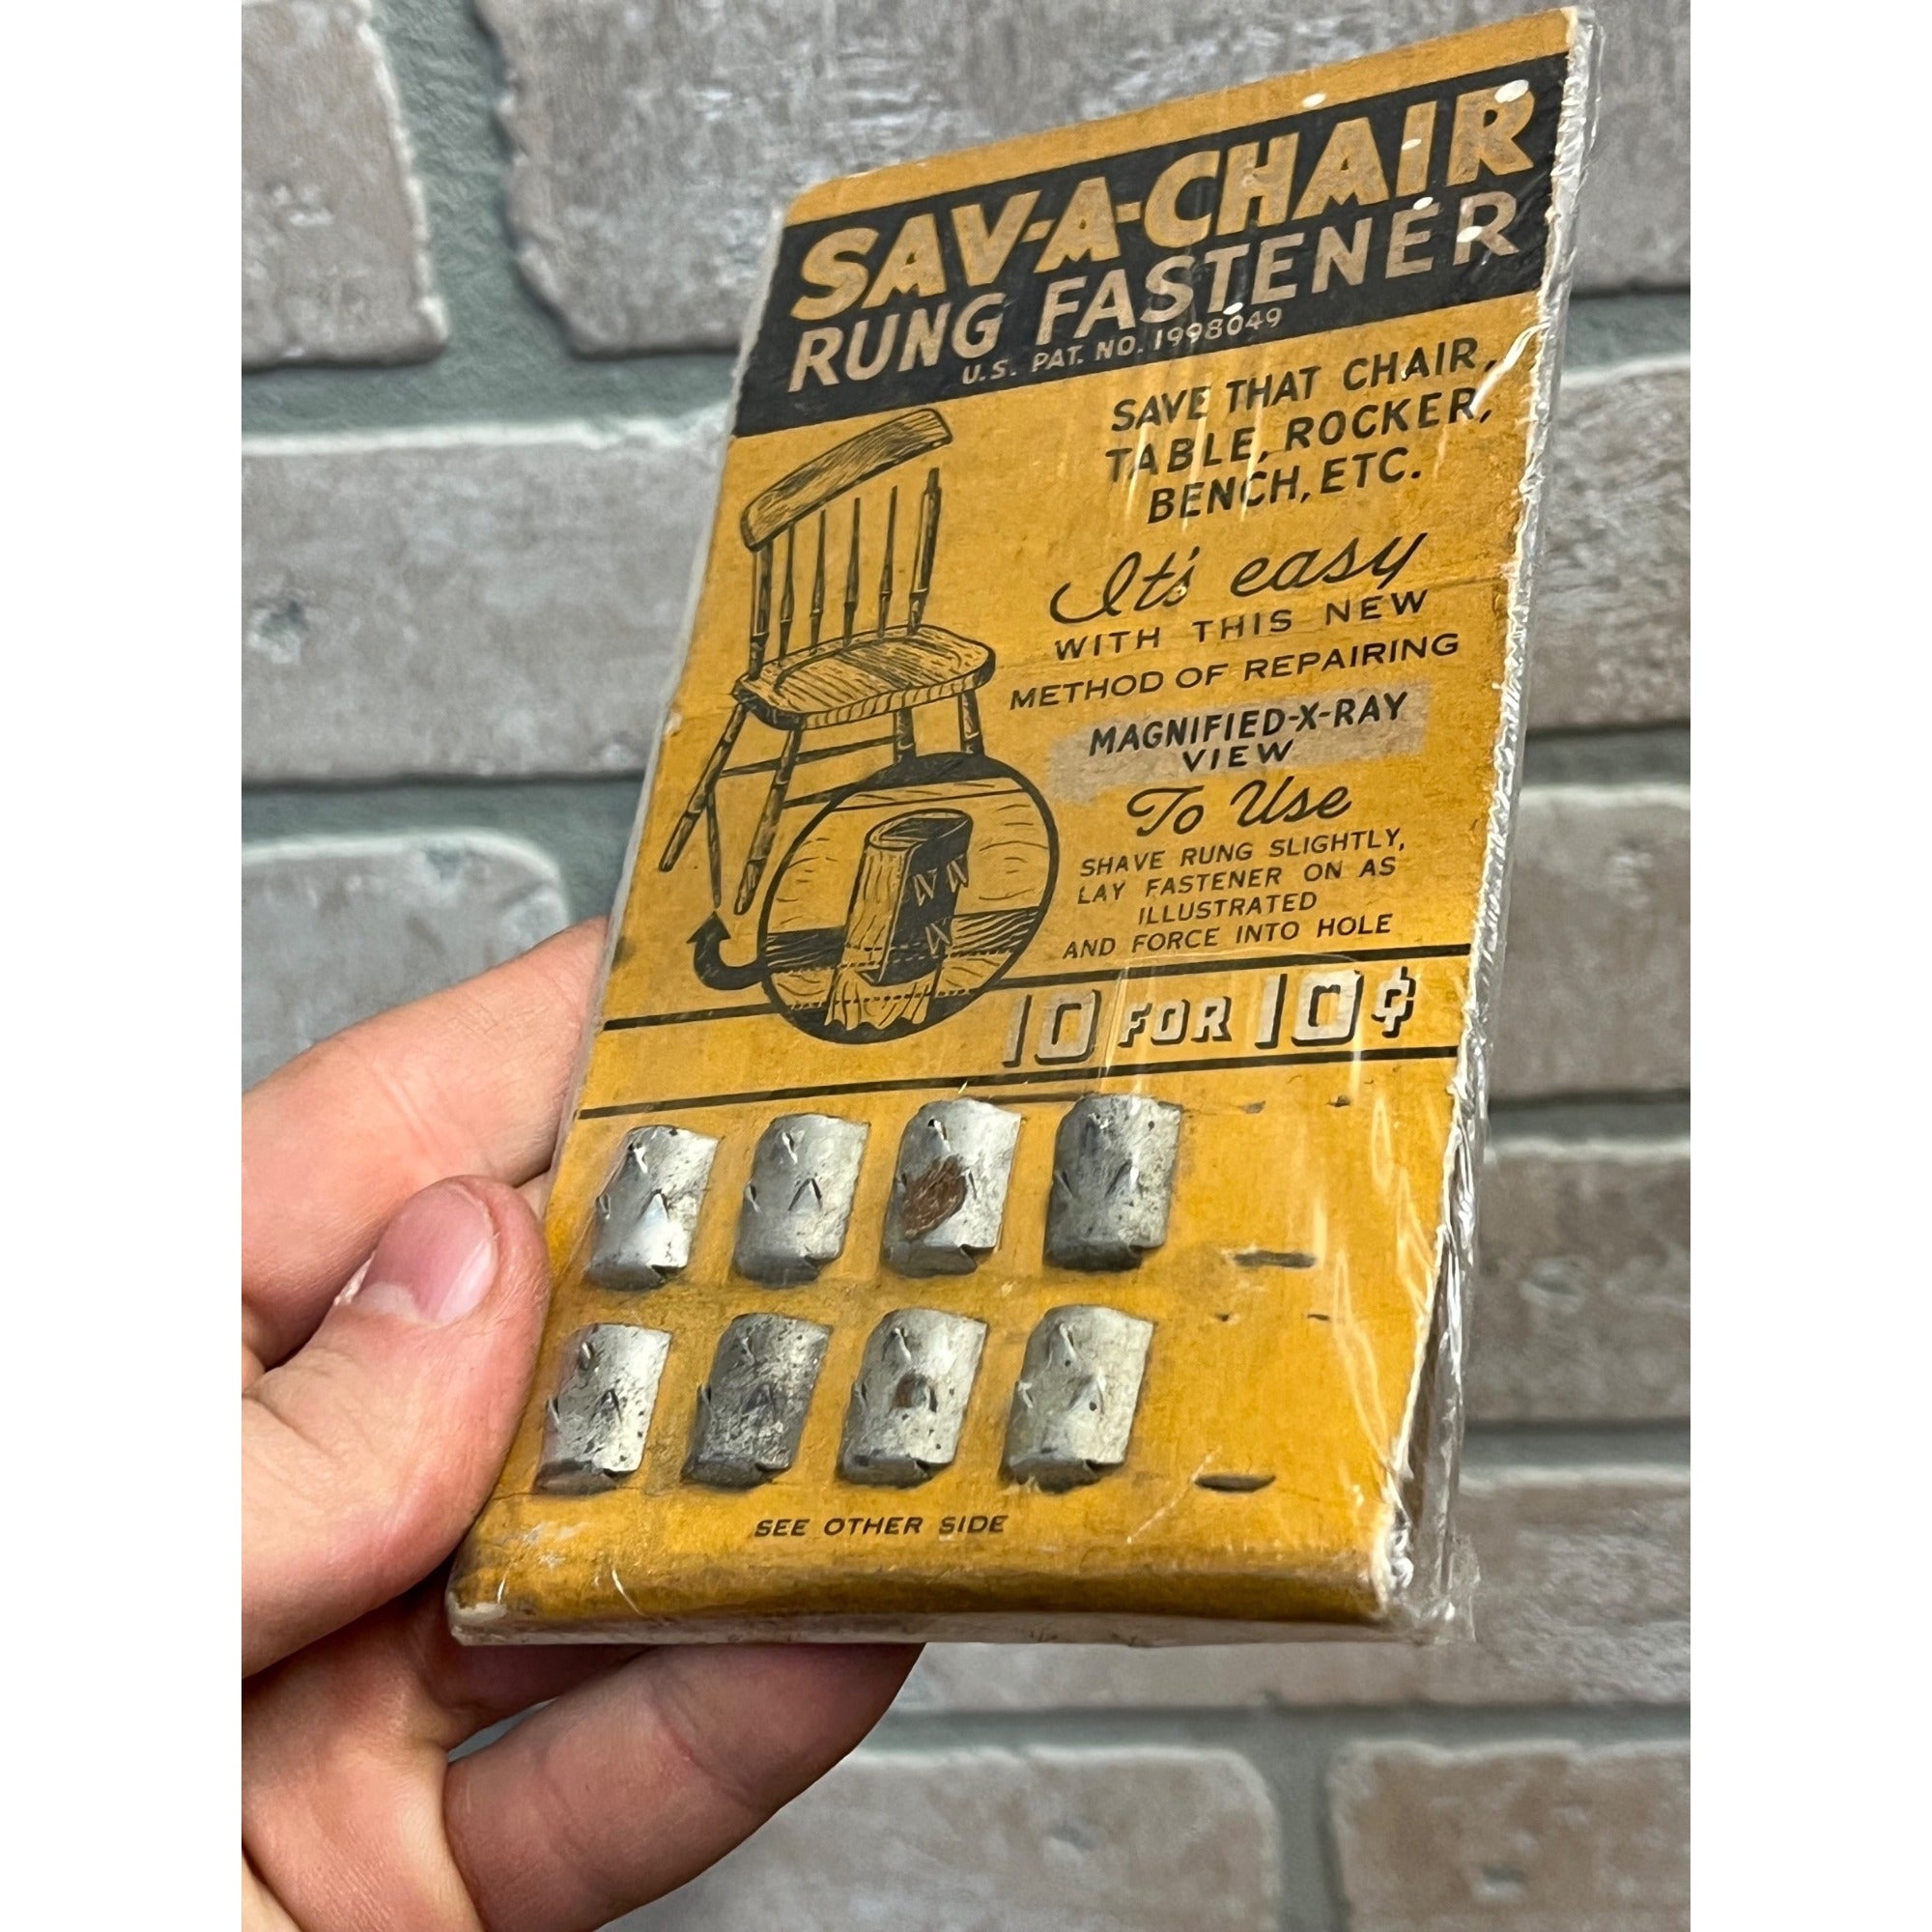 SAV-A-CHAIR
RUNG FASTENER
U.S. PAT. NO. 1998049
SAVE THAT CHAIR,
TABLE, ROCKER,
BENCH, ETC.
It's easy
WITH THIS NEW
METHOD OF REPAIRING
MAGNIFIED-X-RAY
VIEW
To Use
SHAVE RUNG SLIGHTLY,
LAY FASTENER ON AS
ILLUSTRATED
AND FORCE INTO HOLE
10 FOR 10¢
SEE OTHER SIDE